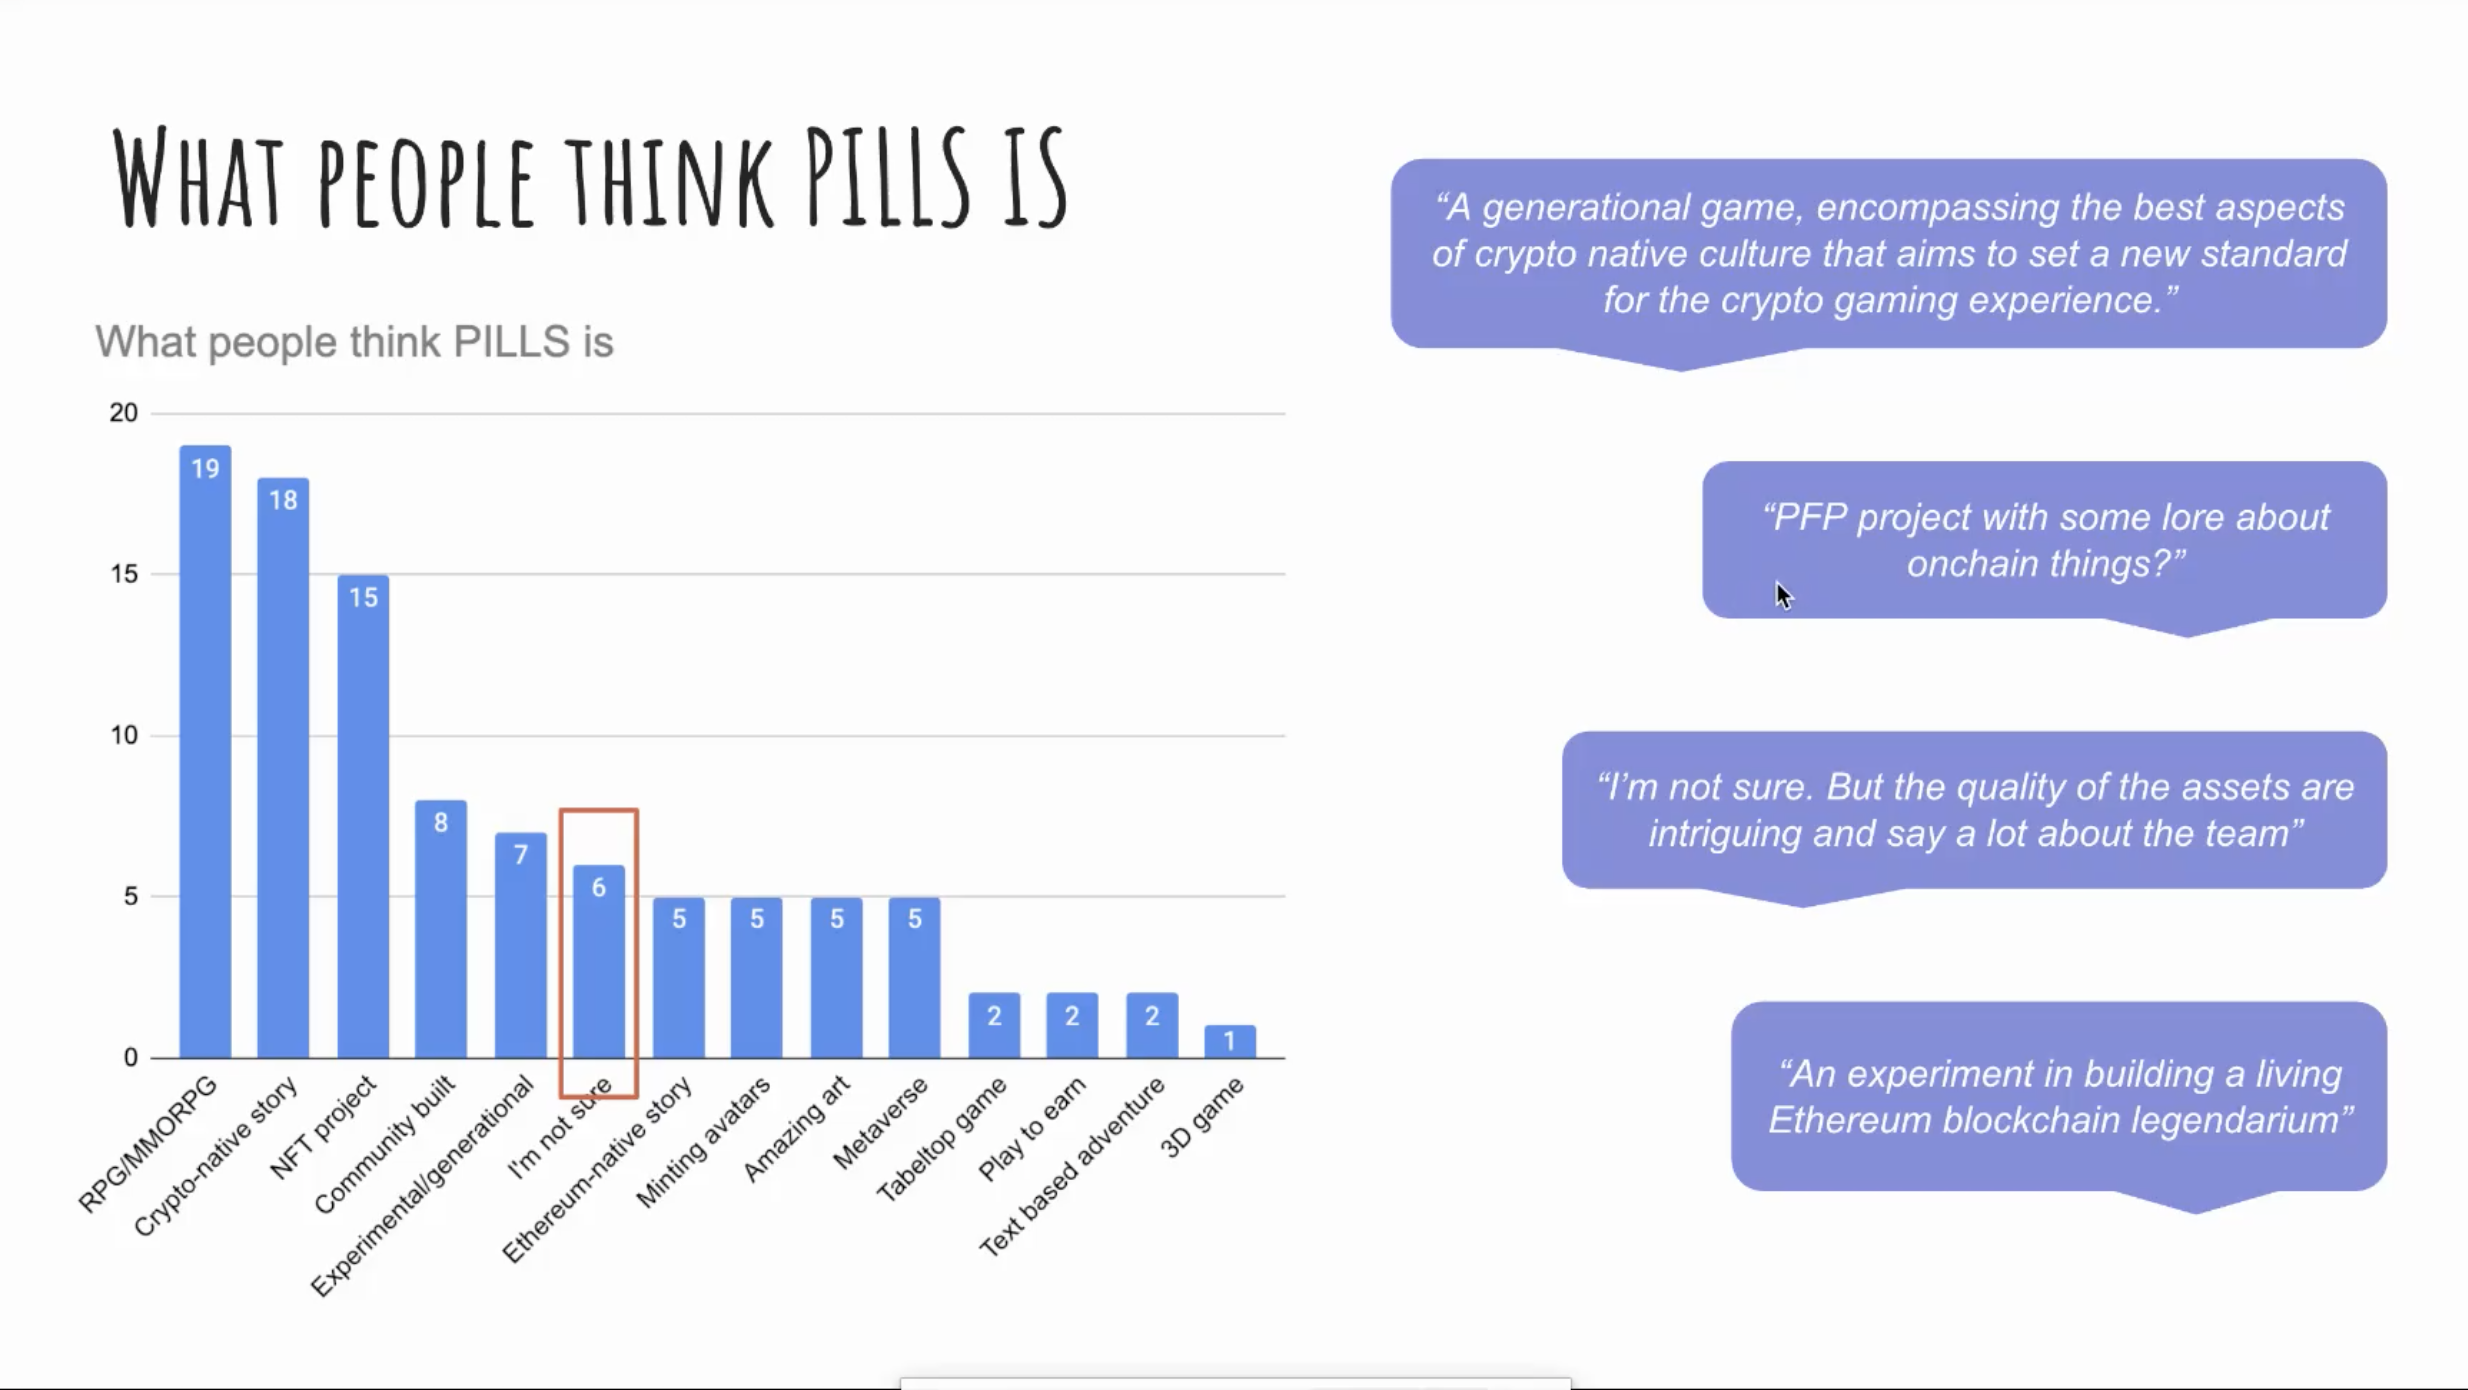 What people think PILLS is
What people think PILLS is
20
15
10
5
0
19
18
15
8
7
6
5
5
5
5
2
2
2
1
RPG/MMORPG
Crypto-native story
NFT project
Community built
Experimental/generational
I'm not sure
Ethereum-native story
Minting avatars
Amazing art
Metaverse
Tabeltop game
Play to earn
Text based adventure
3D game
“A generational game, encompassing the best aspects
of crypto native culture that aims to set a new standard
for the crypto gaming experience.”
“PFP project with some lore about
onchain things?”
“I’m not sure. But the quality of the assets are
intriguing and say a lot about the team”
“An experiment in building a living
Ethereum blockchain legendarium”